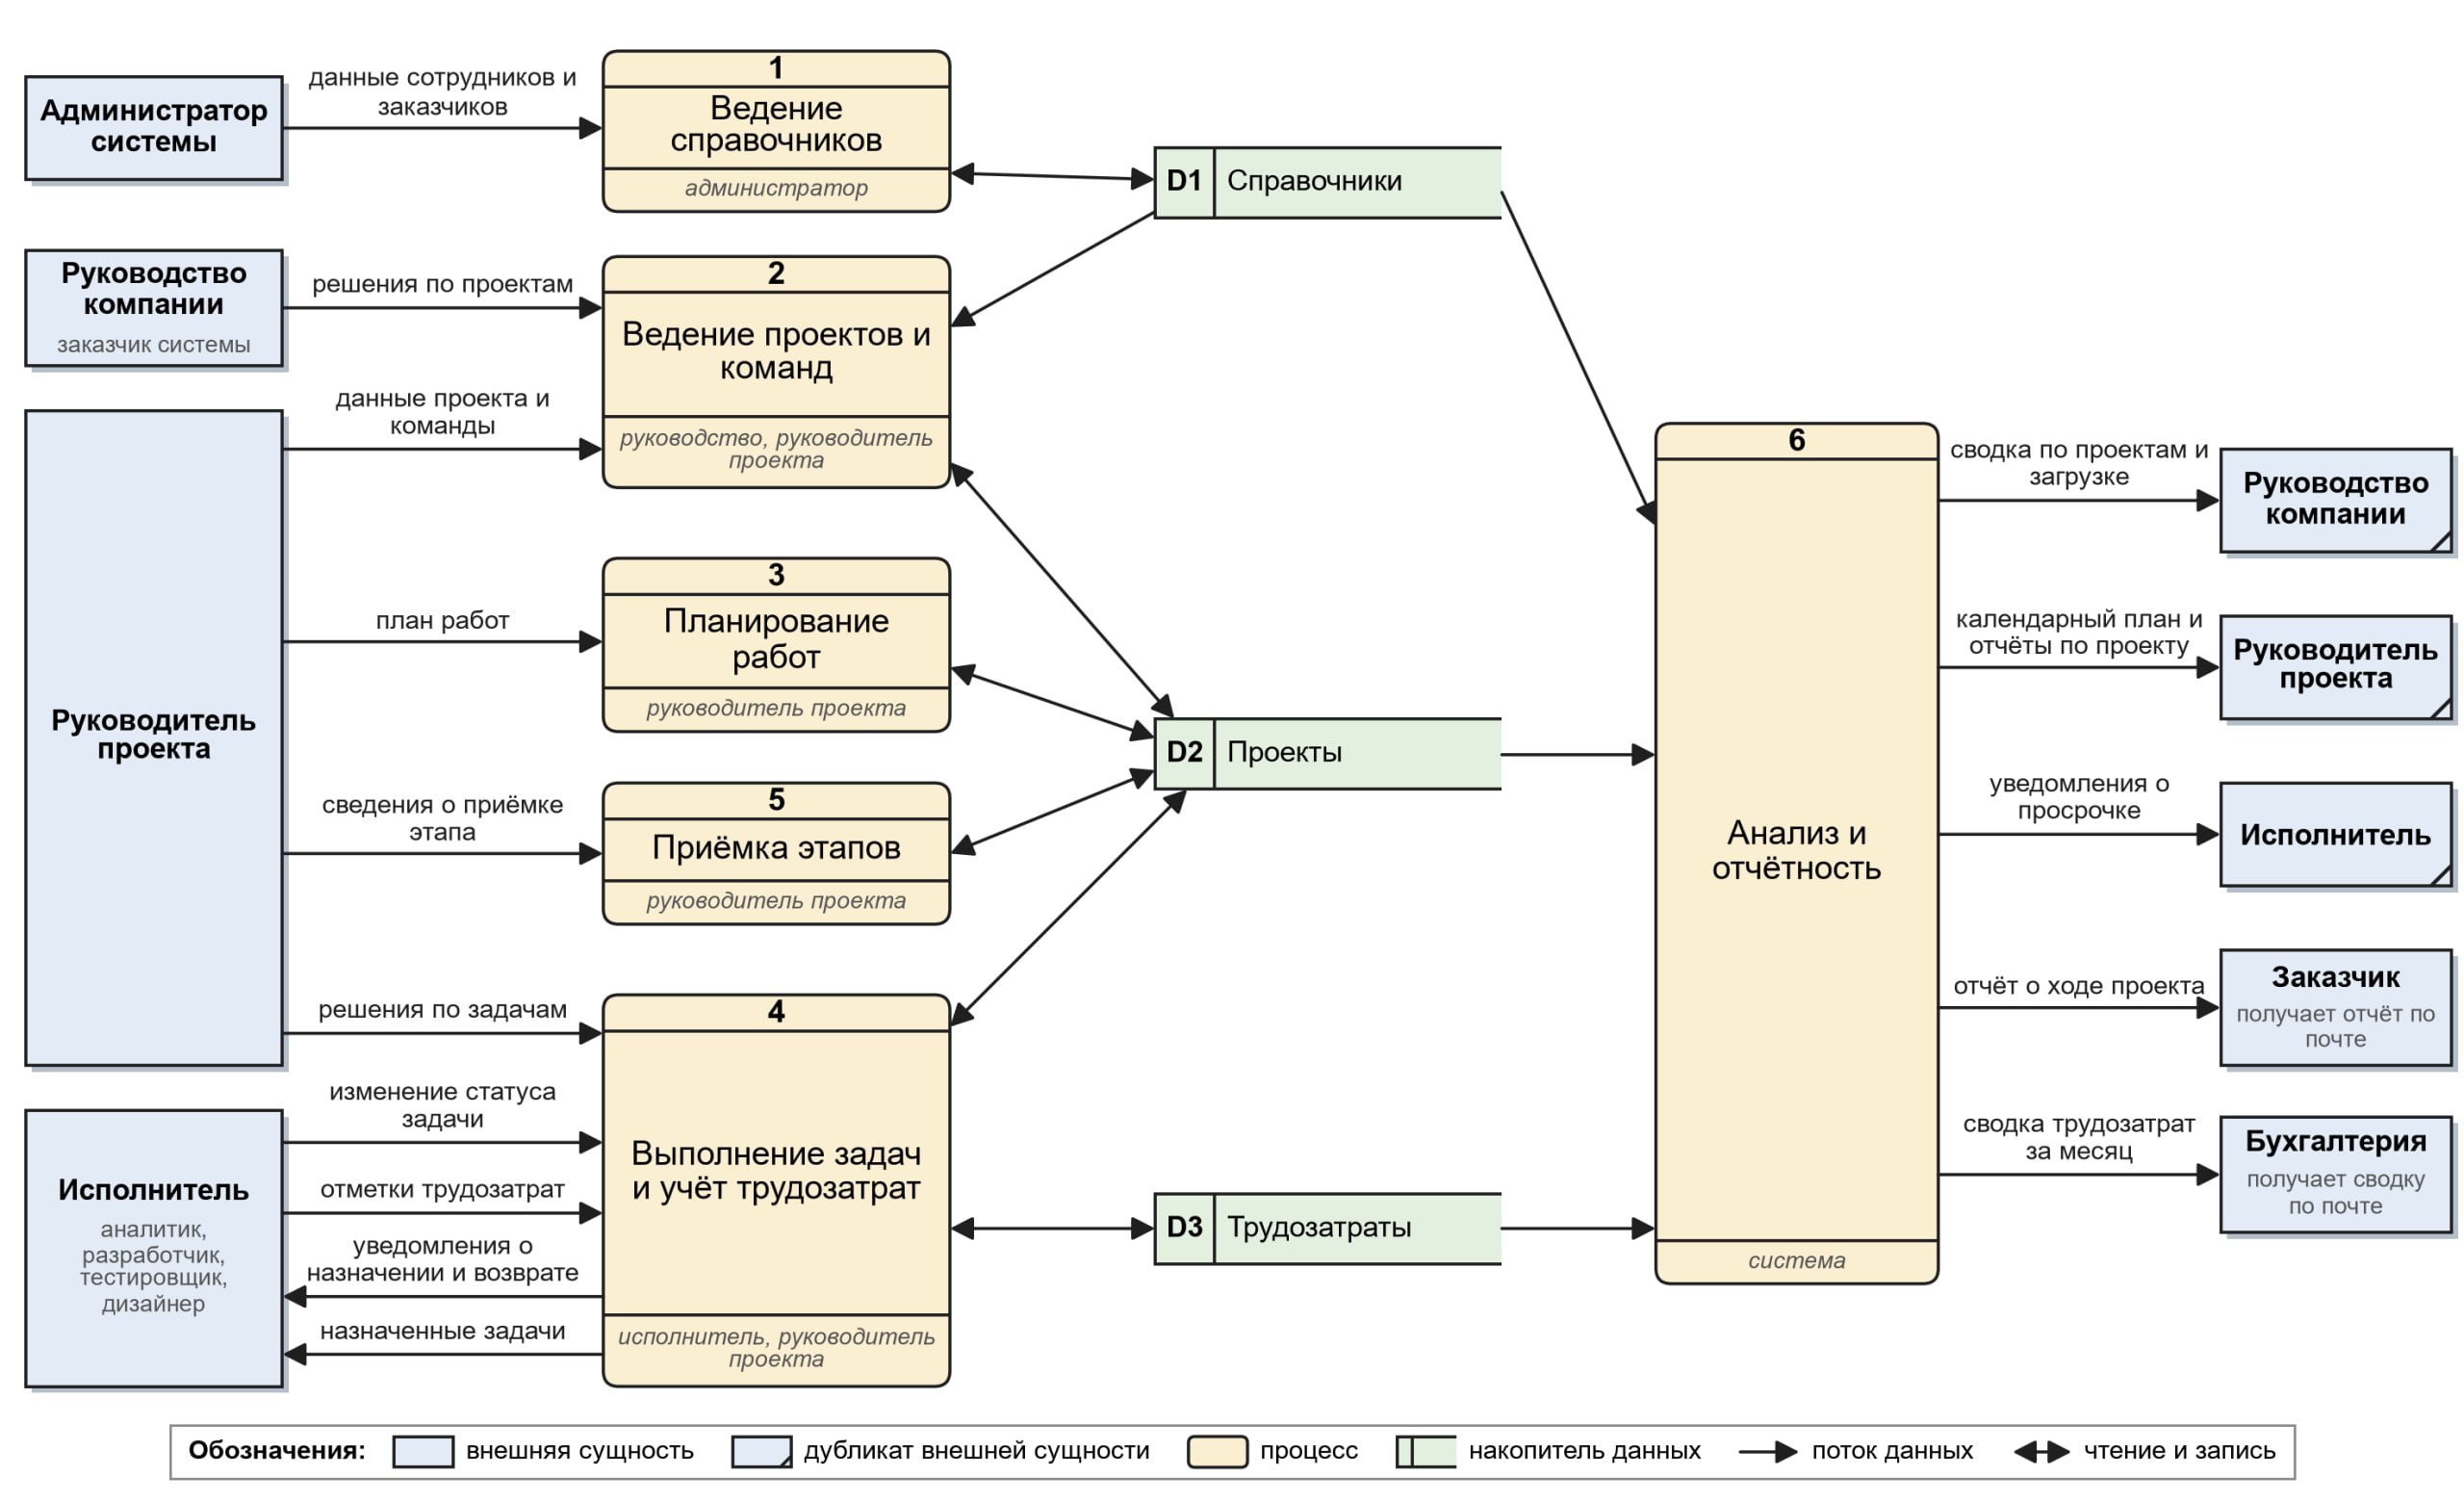 Администратор
системы
данные сотрудников и
заказчиков
1
Ведение
справочников
администратор
D1
Справочники
Руководство
компании
заказчик системы
решения по проектам
2
Ведение проектов и
команд
руководство, руководитель
проекта
Руководитель
проекта
данные проекта и
команды
план работ
3
Планирование
работ
руководитель проекта
D2
Проекты
сведения о приёмке
этапа
5
Приёмка этапов
руководитель проекта
решения по задачам
4
Выполнение задач
и учёт трудозатрат
исполнитель, руководитель
проекта
Исполнитель
аналитик,
разработчик,
тестировщик,
дизайнер
изменение статуса
задачи
отметки трудозатрат
уведомления о
назначении и возврате
назначенные задачи
D3
Трудозатраты
6
Анализ и
отчётность
система
сводка по проектам и
загрузке
Руководство
компании
календарный план и
отчёты по проекту
Руководитель
проекта
уведомления о
просрочке
Исполнитель
отчёт о ходе проекта
Заказчик
получает отчёт по
почте
сводка трудозатрат
за месяц
Бухгалтерия
получает сводку
по почте
Обозначения:
внешняя сущность
дубликат внешней сущности
процесс
накопитель данных
поток данных
чтение и запись